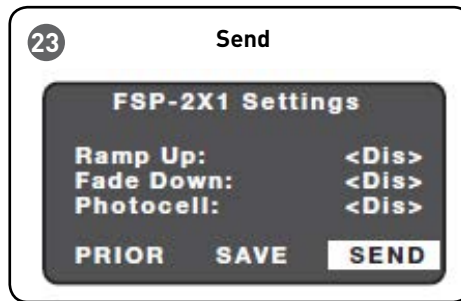 23 Send
FSP-2X1 Settings
Ramp Up: <Dis>
Fade Down: <Dis>
Photocell: <Dis>
PRIOR SAVE SEND